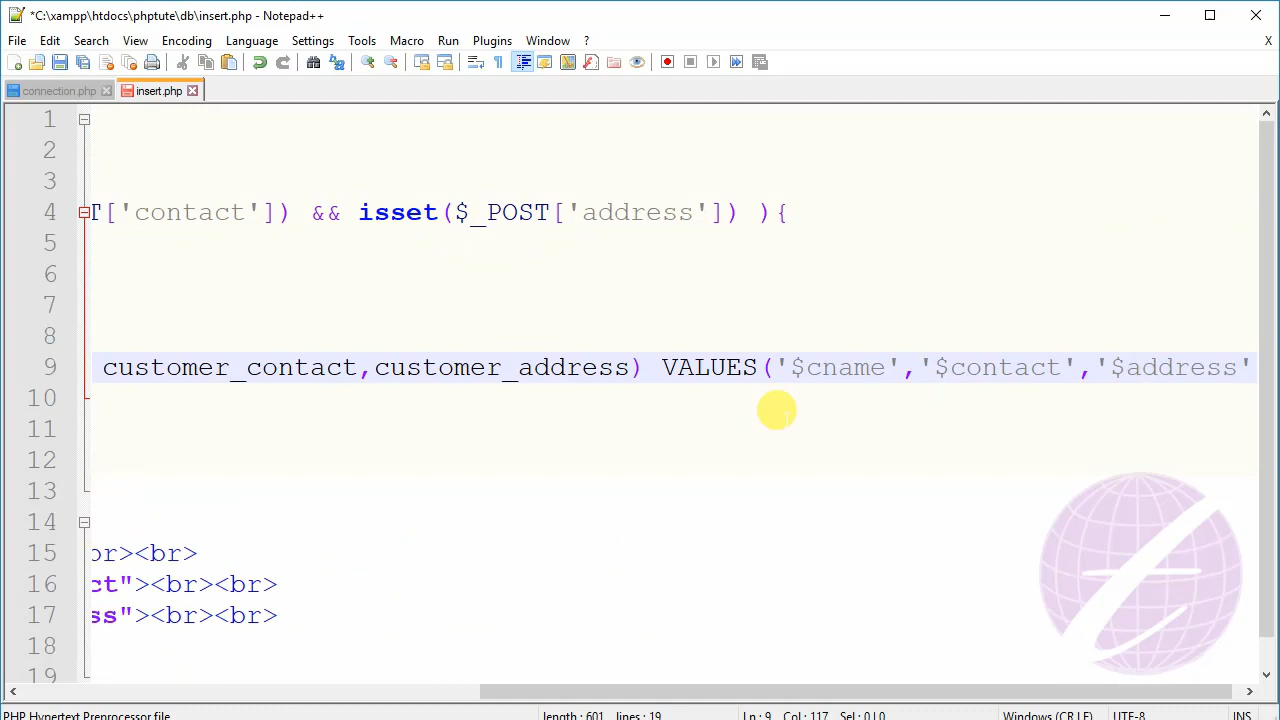 *C:\xampp\htdocs\phptute\db\insert.php - Notepad++
File Edit Search View Encoding Language Settings Tools Macro Run Plugins Window ? X
connection.php insert.php
1
2
3
4 T['contact']) && isset($_POST['address']) ){
5
6
7
8
9 customer_contact,customer_address) VALUES('$cname','$contact','$address'
10
11
12
13
14
15 or><br>
16 ct"><br><br>
17 ss"><br><br>
18
19
PHP Hypertext Preprocessor file length : 601 lines : 19 Ln : 9 Col : 117 Sel : 0 | 0 Windows (CR LF) UTF-8 INS